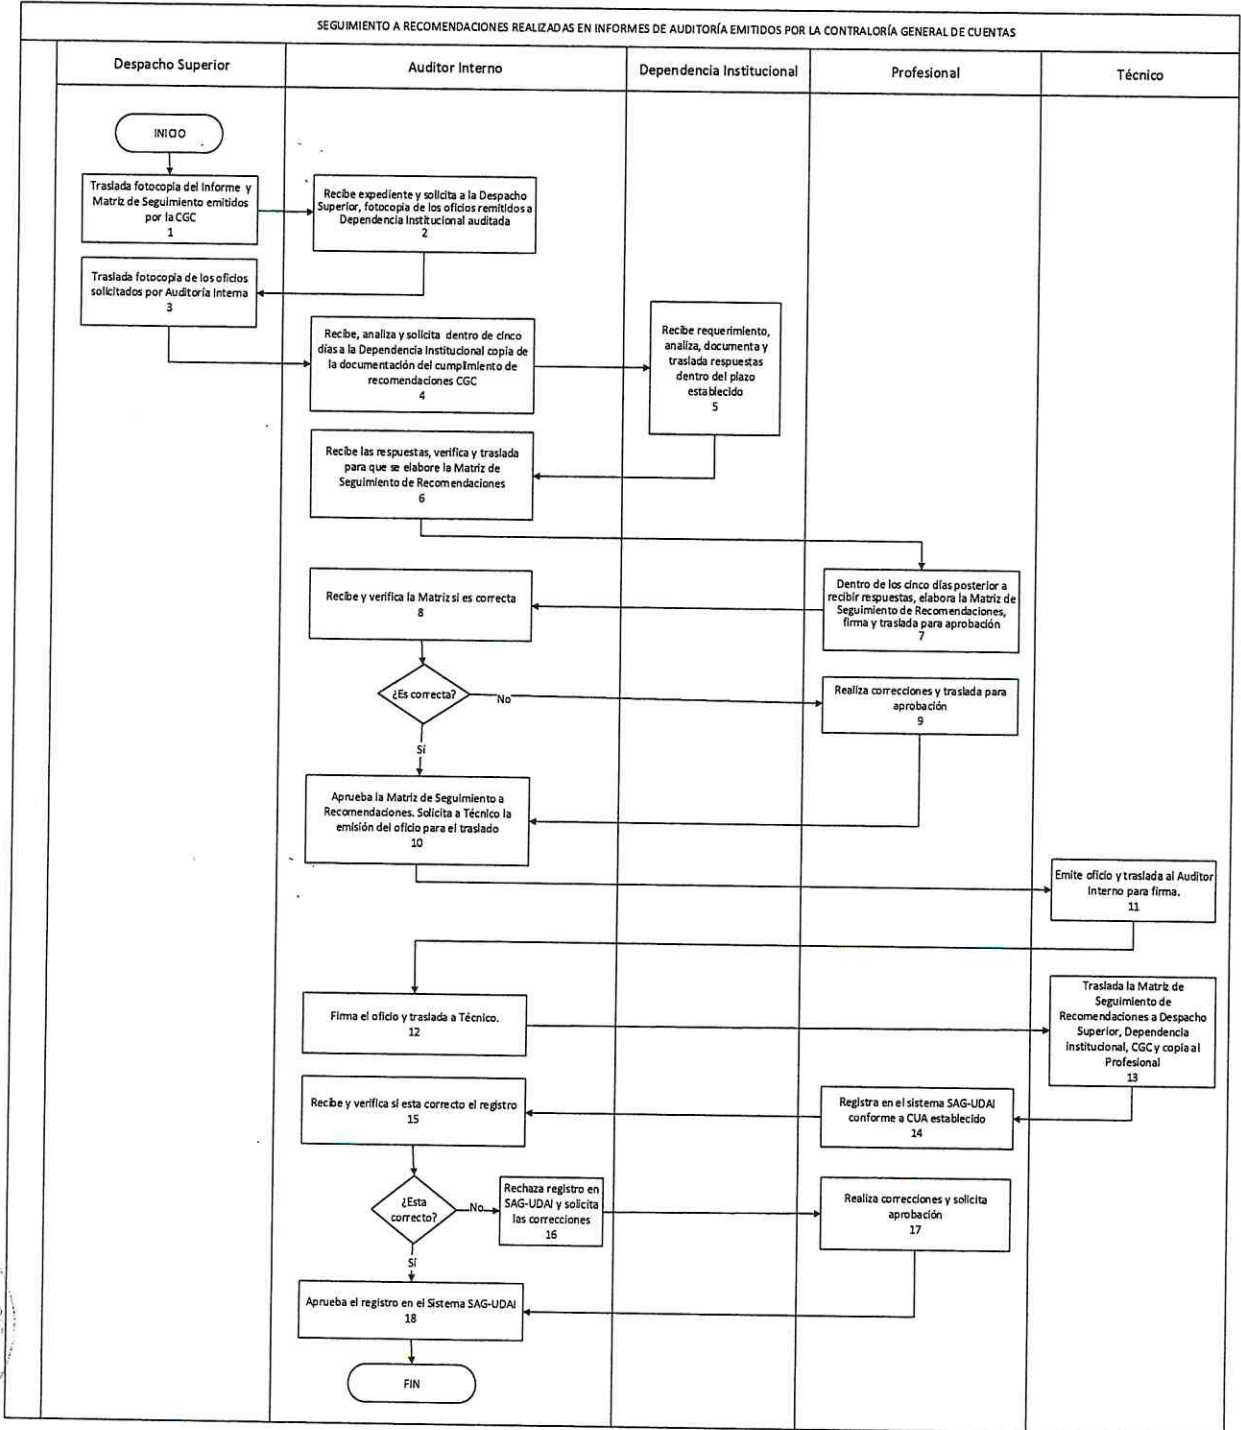 SEGUIMIENTO A RECOMENDACIONES REALIZADAS EN INFORMES DE AUDITORÍA EMITIDOS POR LA CONTRALORÍA GENERAL DE CUENTAS
Despacho Superior
Auditor Interno
Dependencia Institucional
Profesional
Técnico
INICIO
Traslada fotocopia del Informe y
Matriz de Seguimiento emitidos
por la CGC
1
Recibe expediente y solicita a la Despacho
Superior, fotocopia de los oficios remitidos a
Dependencia Institucional auditada
2
Traslada fotocopia de los oficios
solicitados por Auditoría Interna
3
Recibe, analiza y solicita dentro de cinco
días a la Dependencia Institucional copia de
la documentación del cumplimiento de
recomendaciones CGC
4
Recibe requerimiento,
analiza, documenta y
traslada respuestas
dentro del plazo
establecido
5
Recibe las respuestas, verifica y traslada
para que se elabore la Matriz de
Seguimiento de Recomendaciones
6
Dentro de los cinco días posterior a
recibir respuestas, elabora la Matriz de
Seguimiento de Recomendaciones,
firma y traslada para aprobación
7
Recibe y verifica la Matriz si es correcta
8
¿Es correcta?
No
Sí
Realiza correcciones y traslada para
aprobación
9
Aprueba la Matriz de Seguimiento a
Recomendaciones. Solicita a Técnico la
emisión del oficio para el traslado
10
Emite oficio y traslada al Auditor
Interno para firma.
11
Firma el oficio y traslada a Técnico.
12
Traslada la Matriz de
Seguimiento de
Recomendaciones a Despacho
Superior, Dependencia
institucional, CGC y copia al
Profesional
13
Registra en el sistema SAG-UDAI
conforme a CUA establecido
14
Recibe y verifica si esta correcto el registro
15
¿Esta
correcto?
No
Sí
Rechaza registro en
SAG-UDAI y solicita
las correcciones
16
Realiza correcciones y solicita
aprobación
17
Aprueba el registro en el Sistema SAG-UDAI
18
FIN